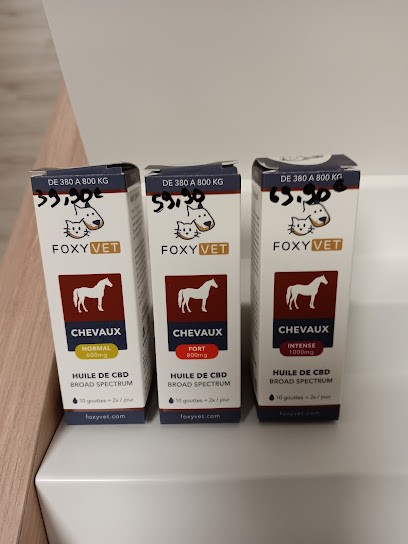 DE 380 A 800 KG
39,90€
FOXYVET
CHEVAUX
NORMAL
600mg
HUILE DE CBD
BROAD SPECTRUM
10 gouttes - 2x / jour
foxyvet.com
DE 380 A 800 KG
59,90
FOXYVET
CHEVAUX
FORT
800mg
HUILE DE CBD
BROAD SPECTRUM
10 gouttes - 2x / jour
foxyvet.com
DE 380 A 800 KG
69,90€
FOXYVET
CHEVAUX
INTENSE
1000mg
HUILE DE CBD
BROAD SPECTRUM
10 gouttes - 2x / jour
foxyvet.com